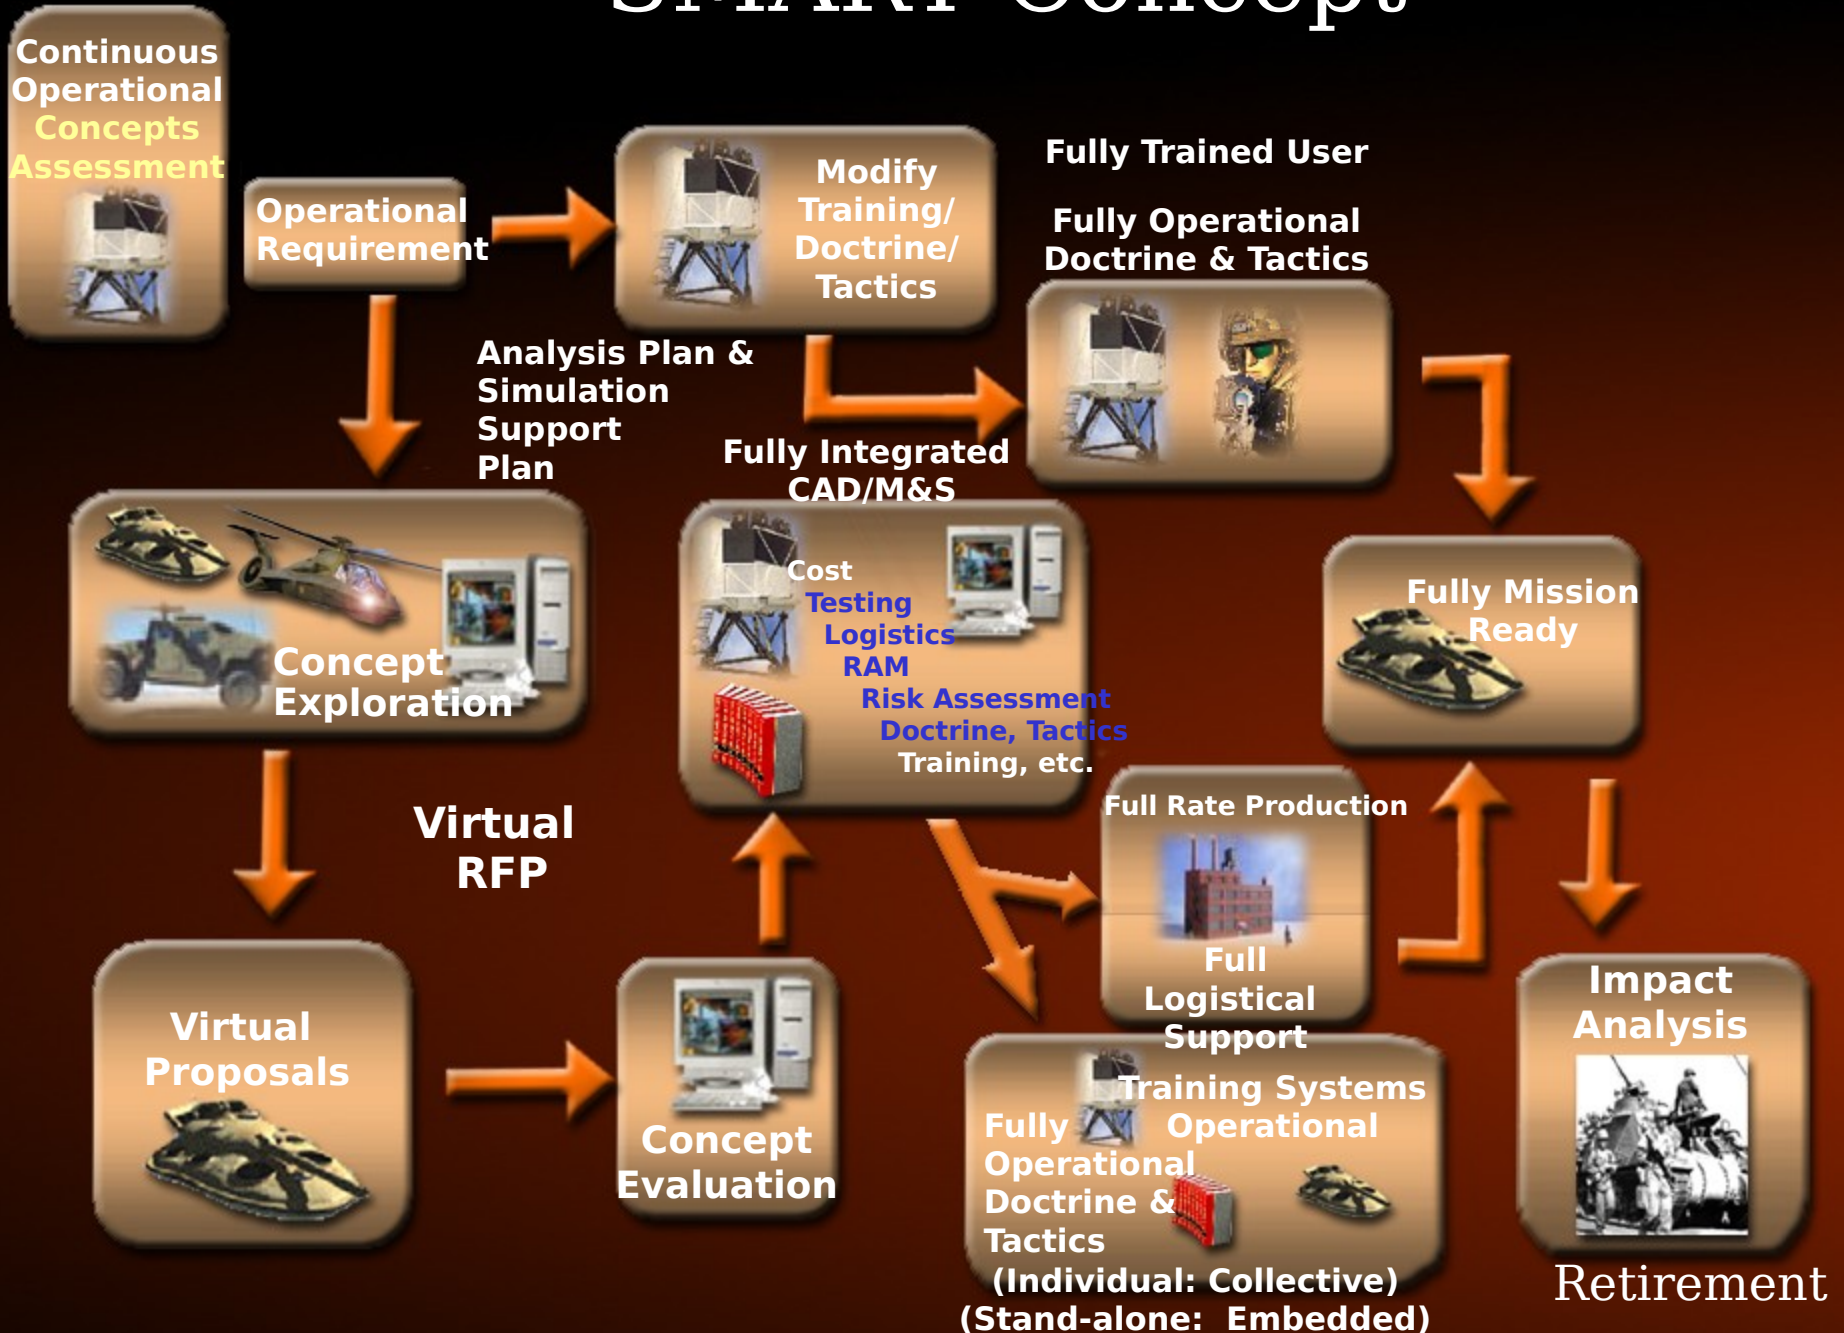 SMART Concept
Continuous
Operational
Concepts
Assessment
Operational
Requirement
Modify
Training/
Doctrine/
Tactics
Fully Trained User
Fully Operational
Doctrine & Tactics
Analysis Plan &
Simulation
Support
Plan
Fully Integrated
CAD/M&S
Cost
Testing
Logistics
RAM
Risk Assessment
Doctrine, Tactics
Training, etc.
Concept
Exploration
Fully Mission
Ready
Virtual
RFP
Full Rate Production
Full
Logistical
Support
Virtual
Proposals
Concept
Evaluation
Training Systems
Operational
Fully
Operational
Doctrine &
Tactics
(Individual: Collective)
(Stand-alone: Embedded)
Impact
Analysis
Retirement